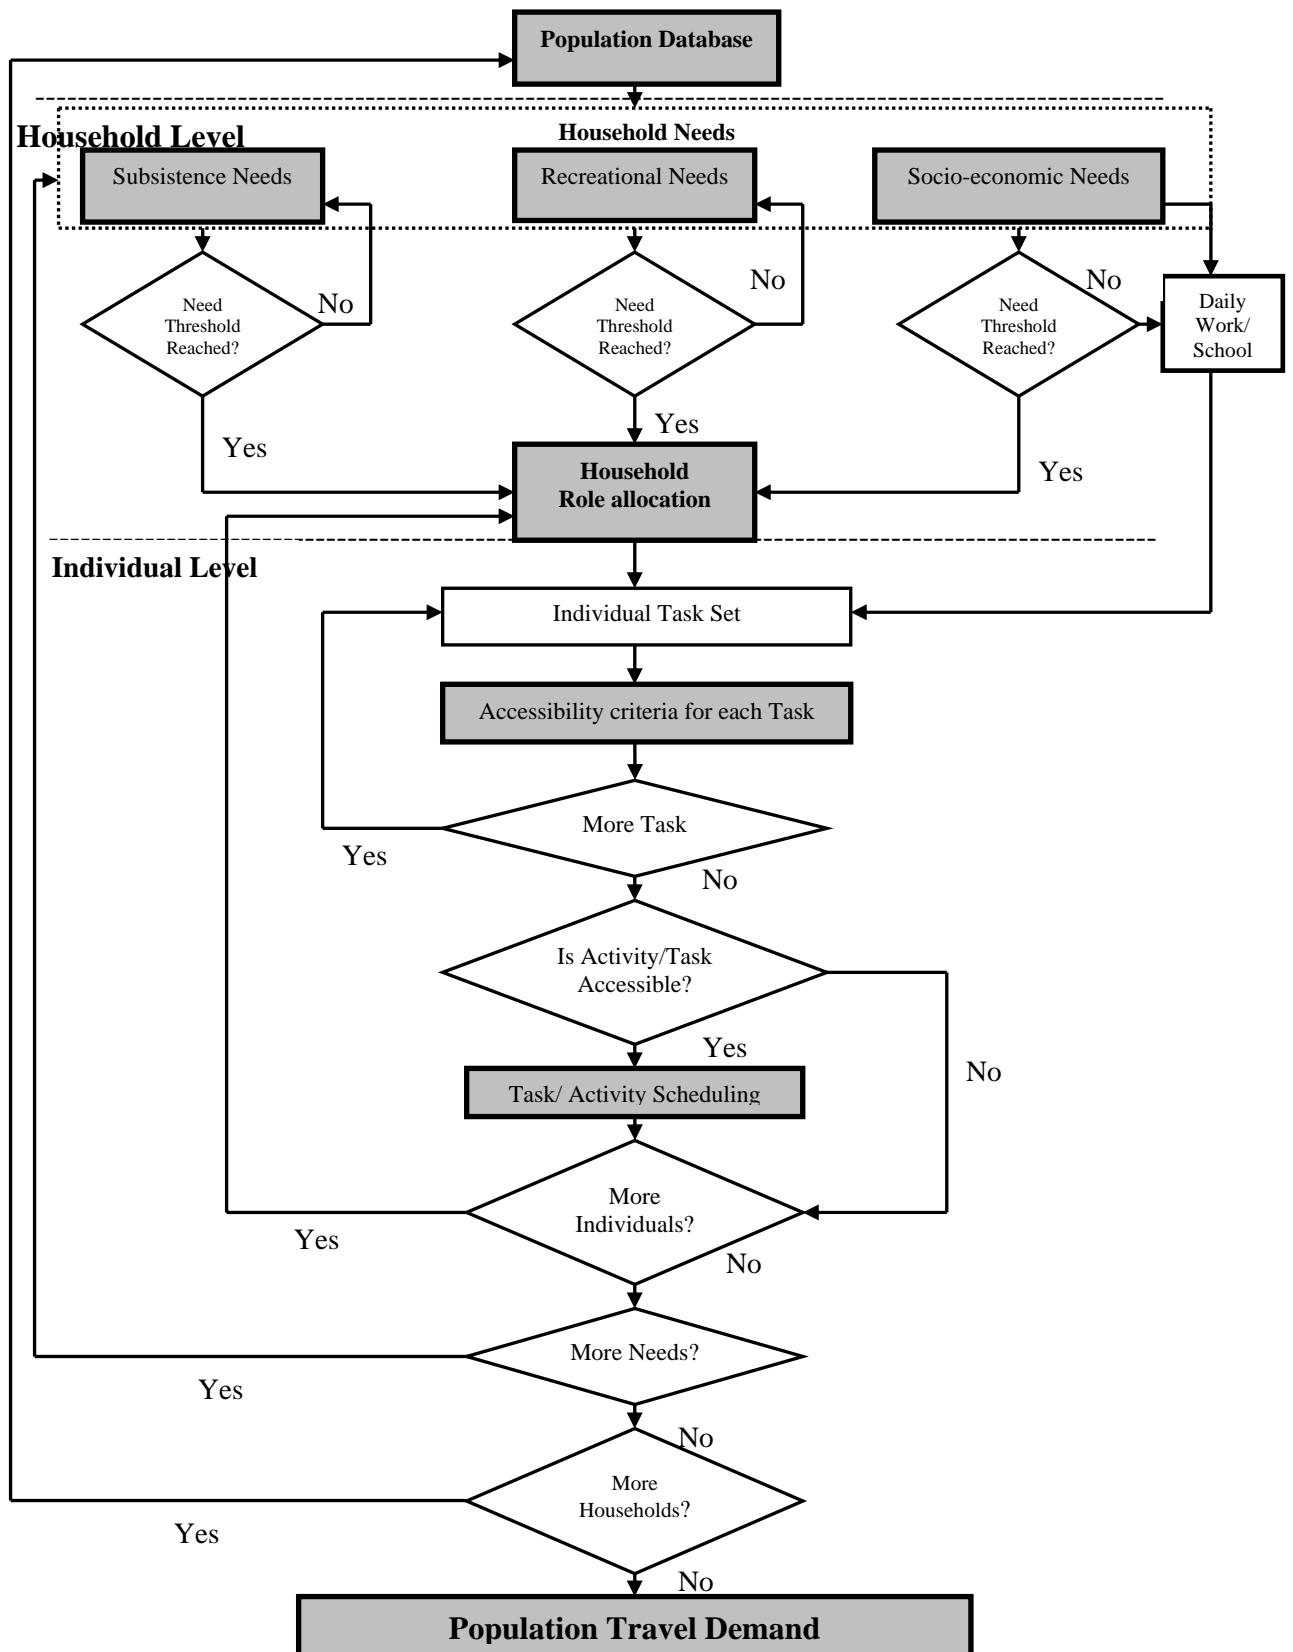 Population Database
Household Level
Household Needs
Subsistence Needs
Recreational Needs
Socio-economic Needs
Need
Threshold
Reached?
No
Need
Threshold
Reached?
No
Need
Threshold
Reached?
No
Daily
Work/
School
Yes
Yes
Yes
Household
Role allocation
Individual Level
Individual Task Set
Accessibility criteria for each Task
More Task
Yes
No
Is Activity/Task
Accessible?
Yes
No
Task/ Activity Scheduling
More
Individuals?
Yes
No
More Needs?
Yes
No
More
Households?
Yes
No
Population Travel Demand